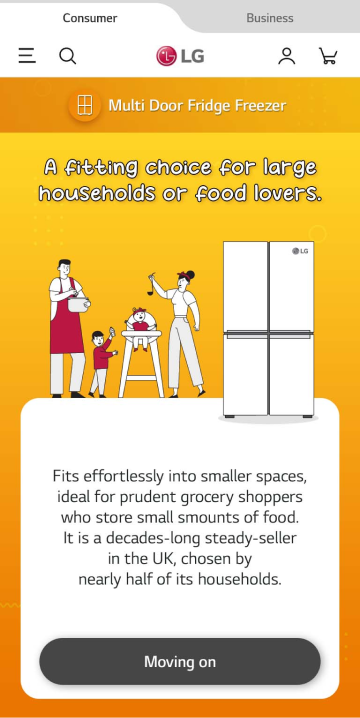 Consumer
Business
LG
Multi Door Fridge Freezer
A fitting choice for large
households or food lovers.
LG
Fits effortlessly into smaller spaces,
ideal for prudent grocery shoppers
who store small smounts of food.
It is a decades-long steady-seller
in the UK, chosen by
nearly half of its households.
Moving on